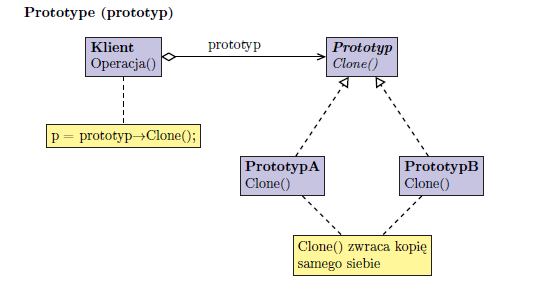 Prototype (prototyp)
Klient
Operacja()
prototyp
Prototyp
Clone()
p = prototyp→Clone();
PrototypA
Clone()
PrototypB
Clone()
Clone() zwraca kopię
samego siebie